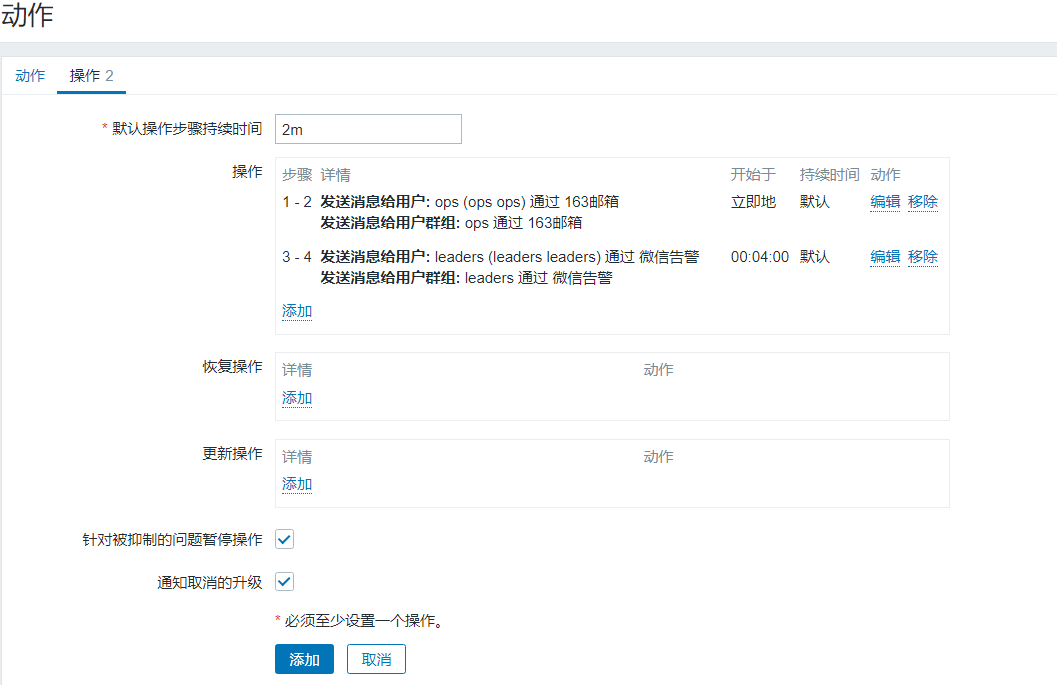 动作
动作 操作 2
* 默认操作步骤持续时间 2m
操作 步骤 详情 开始于 持续时间 动作
1 - 2 发送消息给用户: ops (ops ops) 通过 163邮箱 立即地 默认 编辑 移除
发送消息给用户群组: ops 通过 163邮箱
3 - 4 发送消息给用户: leaders (leaders leaders) 通过 微信告警 00:04:00 默认 编辑 移除
发送消息给用户群组: leaders 通过 微信告警
添加
恢复操作 详情 动作
添加
更新操作 详情 动作
添加
针对被抑制的问题暂停操作
通知取消的升级
* 必须至少设置一个操作。
添加 取消